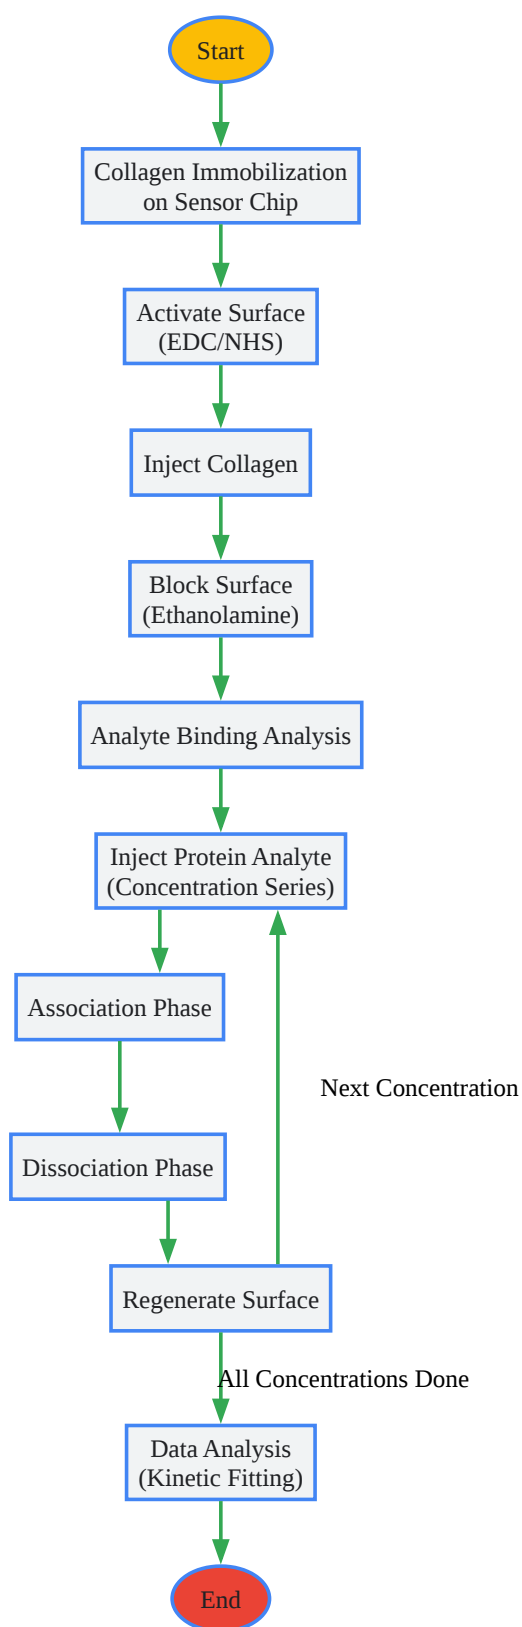 Start
Collagen Immobilization
on Sensor Chip
Activate Surface
(EDC/NHS)
Inject Collagen
Block Surface
(Ethanolamine)
Analyte Binding Analysis
Inject Protein Analyte
(Concentration Series)
Association Phase
Next Concentration
Dissociation Phase
Regenerate Surface
All Concentrations Done
Data Analysis
(Kinetic Fitting)
End